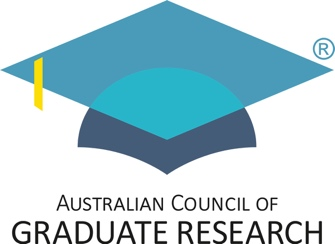 ®
AUSTRALIAN COUNCIL OF
GRADUATE RESEARCH